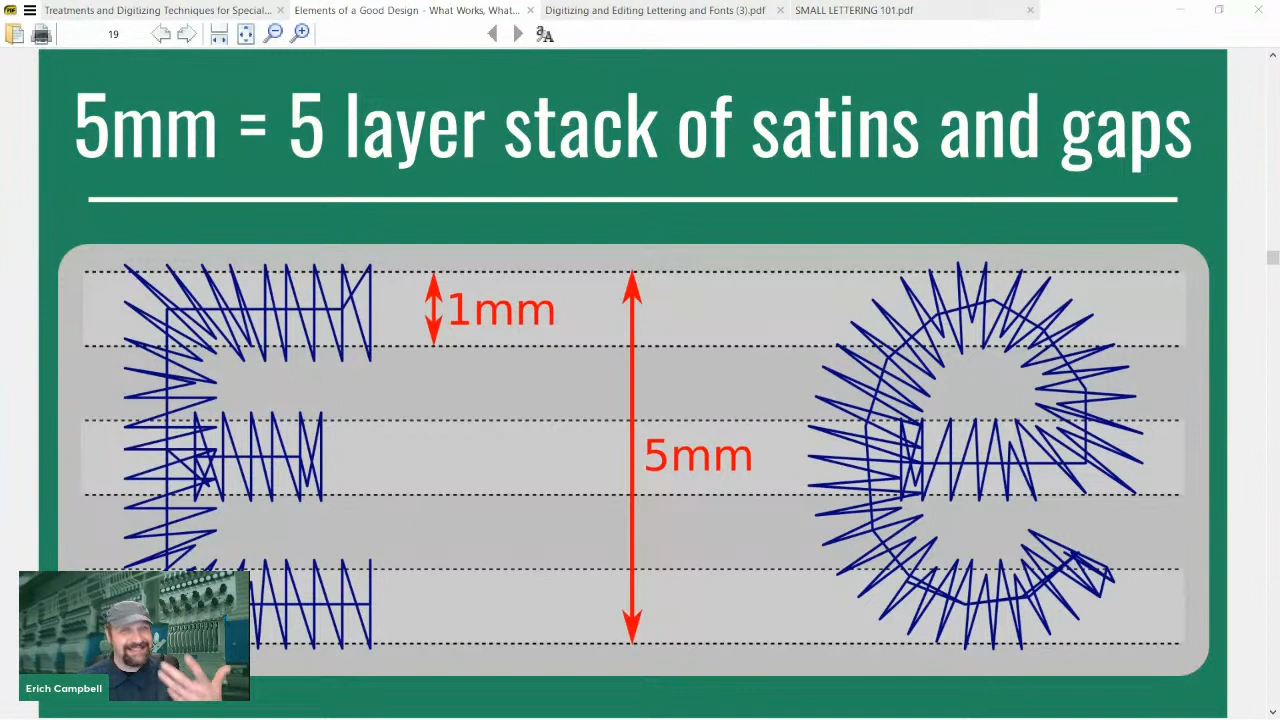 Treatments and Digitizing Techniques for Special...
Elements of a Good Design - What Works, What...
Digitizing and Editing Lettering and Fonts (3).pdf
SMALL LETTERING 101.pdf
19
5mm = 5 layer stack of satins and gaps
1mm
5mm
Erich Campbell